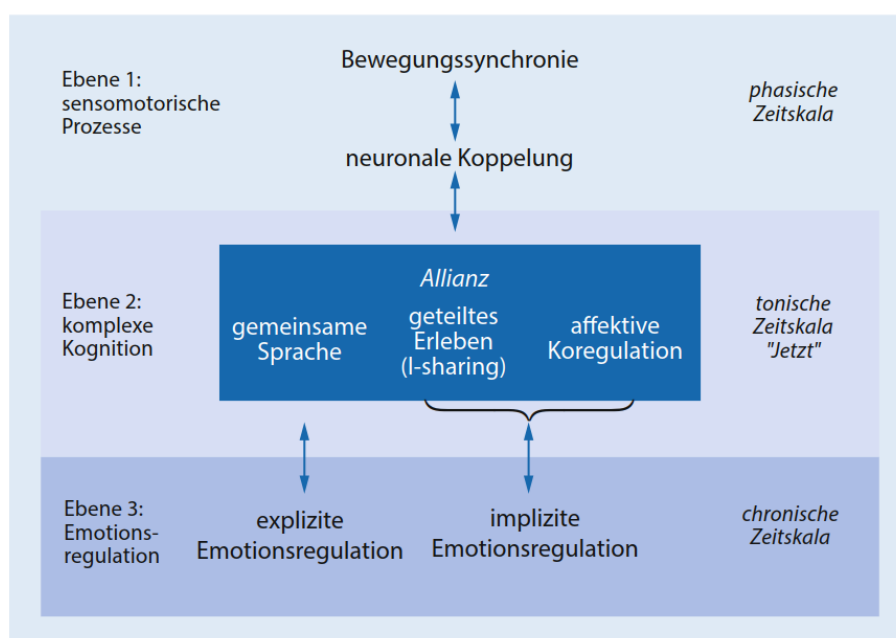 Bewegungssynchronie
Ebene 1:
sensomotorische
Prozesse
phasische
Zeitskala
neuronale Koppelung
Ebene 2:
komplexe
Kognition
Allianz
gemeinsame
Sprache
geteiltes
Erleben
(I-sharing)
affektive
Koregulation
tonische
Zeitskala
"Jetzt"
Ebene 3:
Emotions-
regulation
explizite
Emotionsregulation
implizite
Emotionsregulation
chronische
Zeitskala